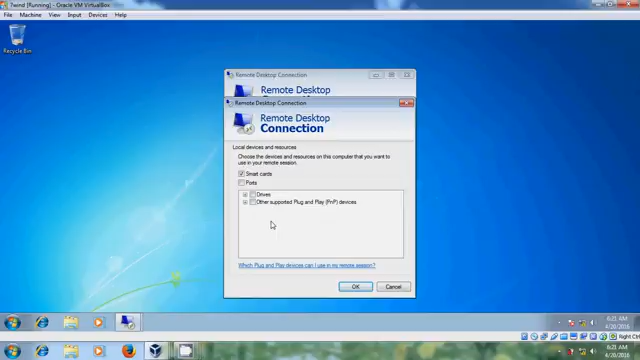 7wind [Running] - Oracle VM VirtualBox
File Machine View Input Devices Help
Recycle Bin
Remote Desktop Connection
Remote Desktop
Remote Desktop Connection
Remote Desktop
Connection
Local devices and resources
Choose the devices and resources on this computer that you want to
use in your remote session.
Smart cards
Ports
Drives
Other supported Plug and Play (PnP) devices
Which Plug and Play devices can I use in my remote session?
OK Cancel
6:21 AM
4/20/2016
Right Ctrl
6:21 AM
4/20/2016